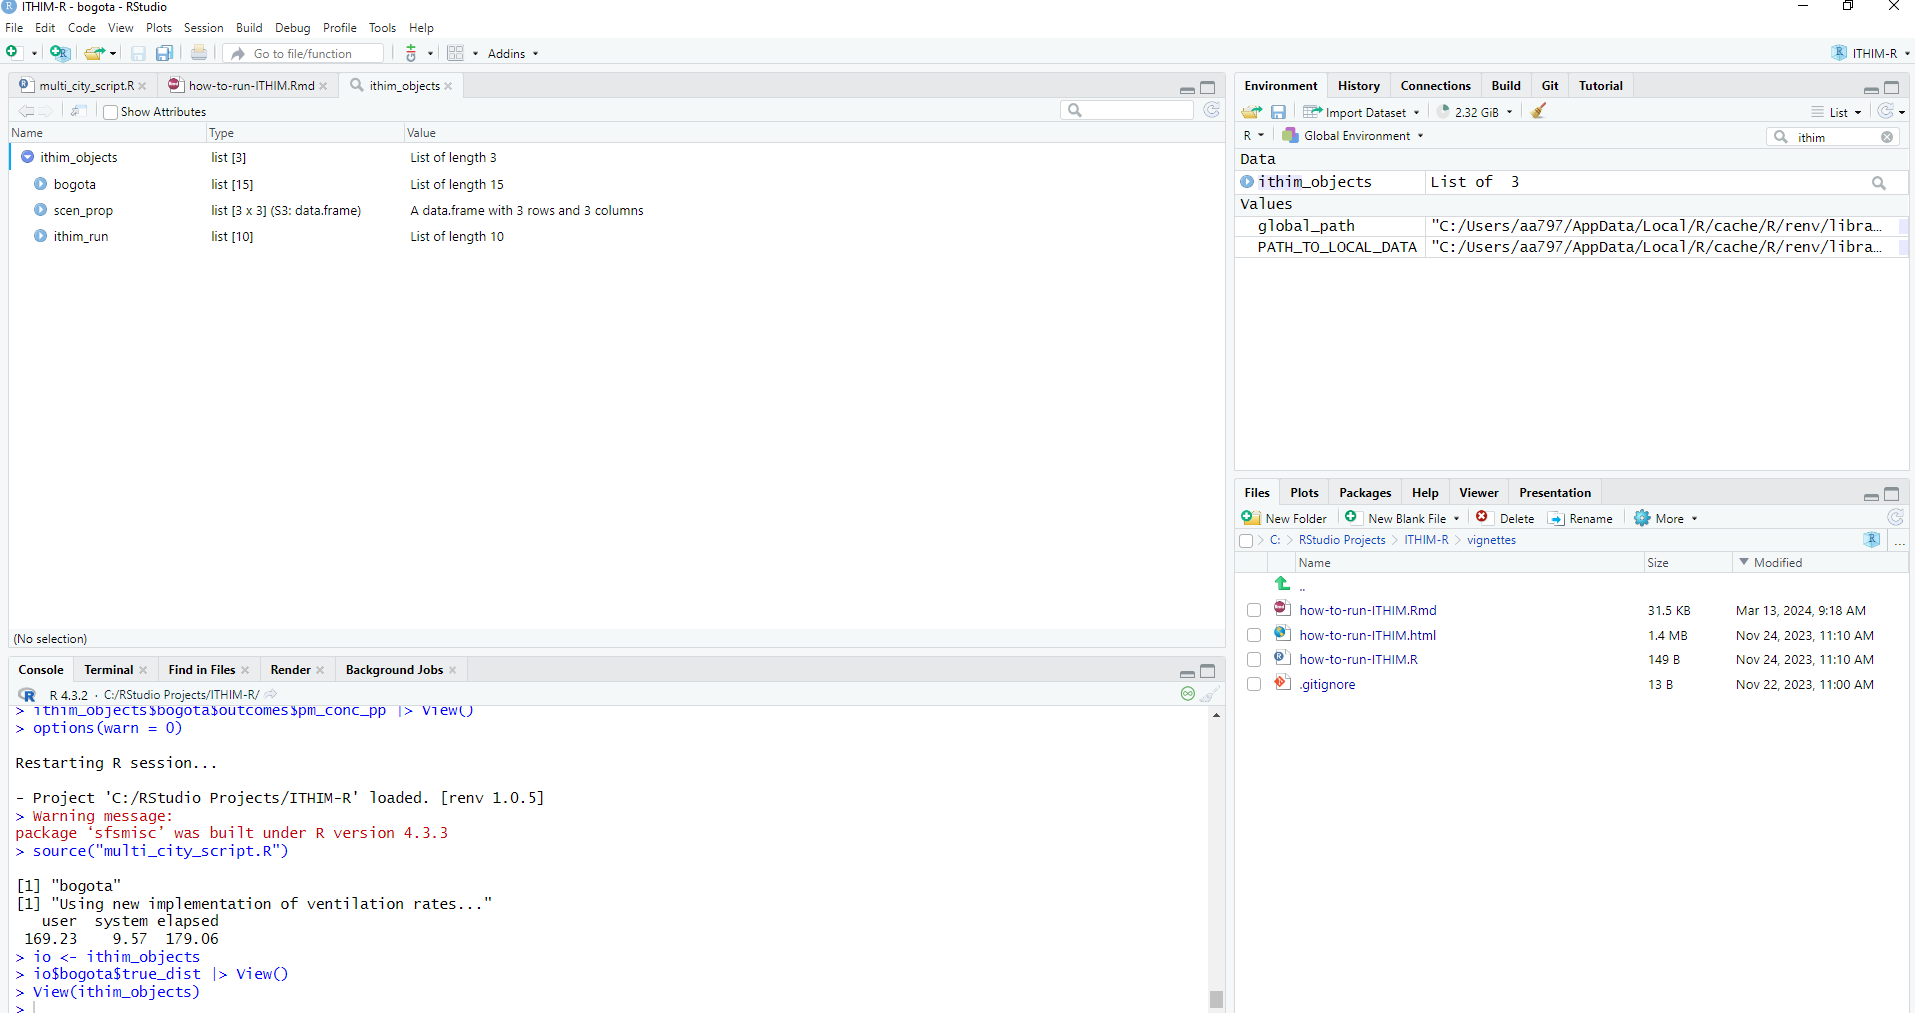 ITHIM-R - bogota - RStudio
File Edit Code View Plots Session Build Debug Profile Tools Help
Go to file/function Addins ITHIM-R
multi_city_script.R how-to-run-ITHIM.Rmd ithim_objects
Show Attributes
Name Type Value
ithim_objects list [3] List of length 3
bogota list [15] List of length 15
scen_prop list [3 x 3] (S3: data.frame) A data.frame with 3 rows and 3 columns
ithim_run list [10] List of length 10
(No selection)
Console Terminal Find in Files Render Background Jobs
R 4.3.2 · C:/RStudio Projects/ITHIM-R/
> ithim_objects$bogota$outcomes$pm_conc_pp |> View()
> options(warn = 0)
Restarting R session...
- Project 'C:/RStudio Projects/ITHIM-R' loaded. [renv 1.0.5]
> Warning message:
package ‘sfsmisc’ was built under R version 4.3.3
> source("multi_city_script.R")
[1] "bogota"
[1] "Using new implementation of ventilation rates..."
user system elapsed
169.23 9.57 179.06
> io <- ithim_objects
> io$bogota$true_dist |> View()
> View(ithim_objects)
>
Environment History Connections Build Git Tutorial
Import Dataset 2.32 GiB List
R Global Environment ithim
Data
ithim_objects List of 3
Values
global_path "C:/Users/aa797/AppData/Local/R/cache/R/renv/libra…
PATH_TO_LOCAL_DATA "C:/Users/aa797/AppData/Local/R/cache/R/renv/libra…
Files Plots Packages Help Viewer Presentation
New Folder New Blank File Delete Rename More
C: RStudio Projects ITHIM-R vignettes ...
Name Size Modified
..
how-to-run-ITHIM.Rmd 31.5 KB Mar 13, 2024, 9:18 AM
how-to-run-ITHIM.html 1.4 MB Nov 24, 2023, 11:10 AM
how-to-run-ITHIM.R 149 B Nov 24, 2023, 11:10 AM
.gitignore 13 B Nov 22, 2023, 11:00 AM